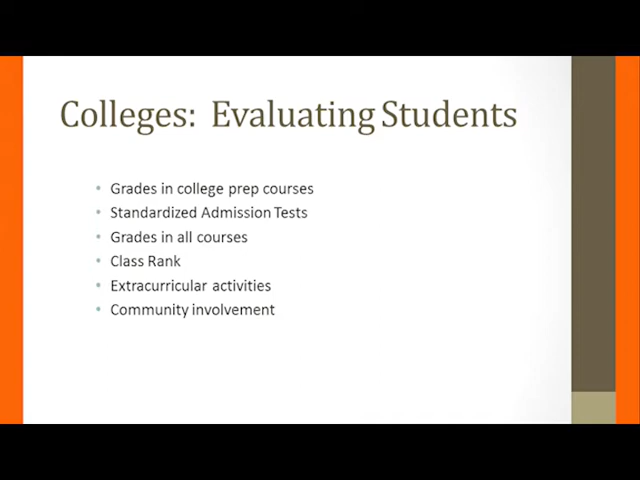 Colleges: Evaluating Students
• Grades in college prep courses
• Standardized Admission Tests
• Grades in all courses
• Class Rank
• Extracurricular activities
• Community involvement